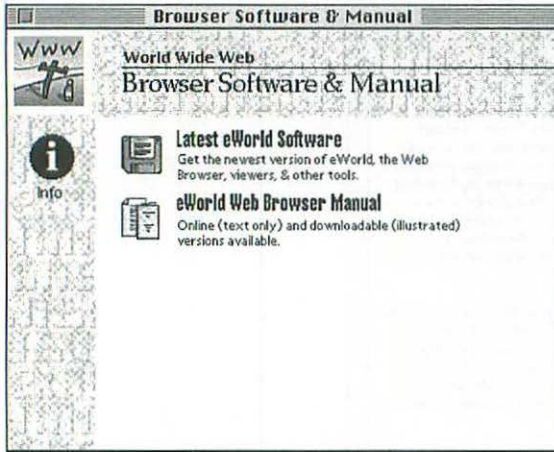 Browser Software & Manual
WWW
World Wide Web
Browser Software & Manual
i
Info
Latest eWorld Software
Get the newest version of eWorld, the Web
Browser, viewers, & other tools.
eWorld Web Browser Manual
Online (text only) and downloadable (illustrated)
versions available.